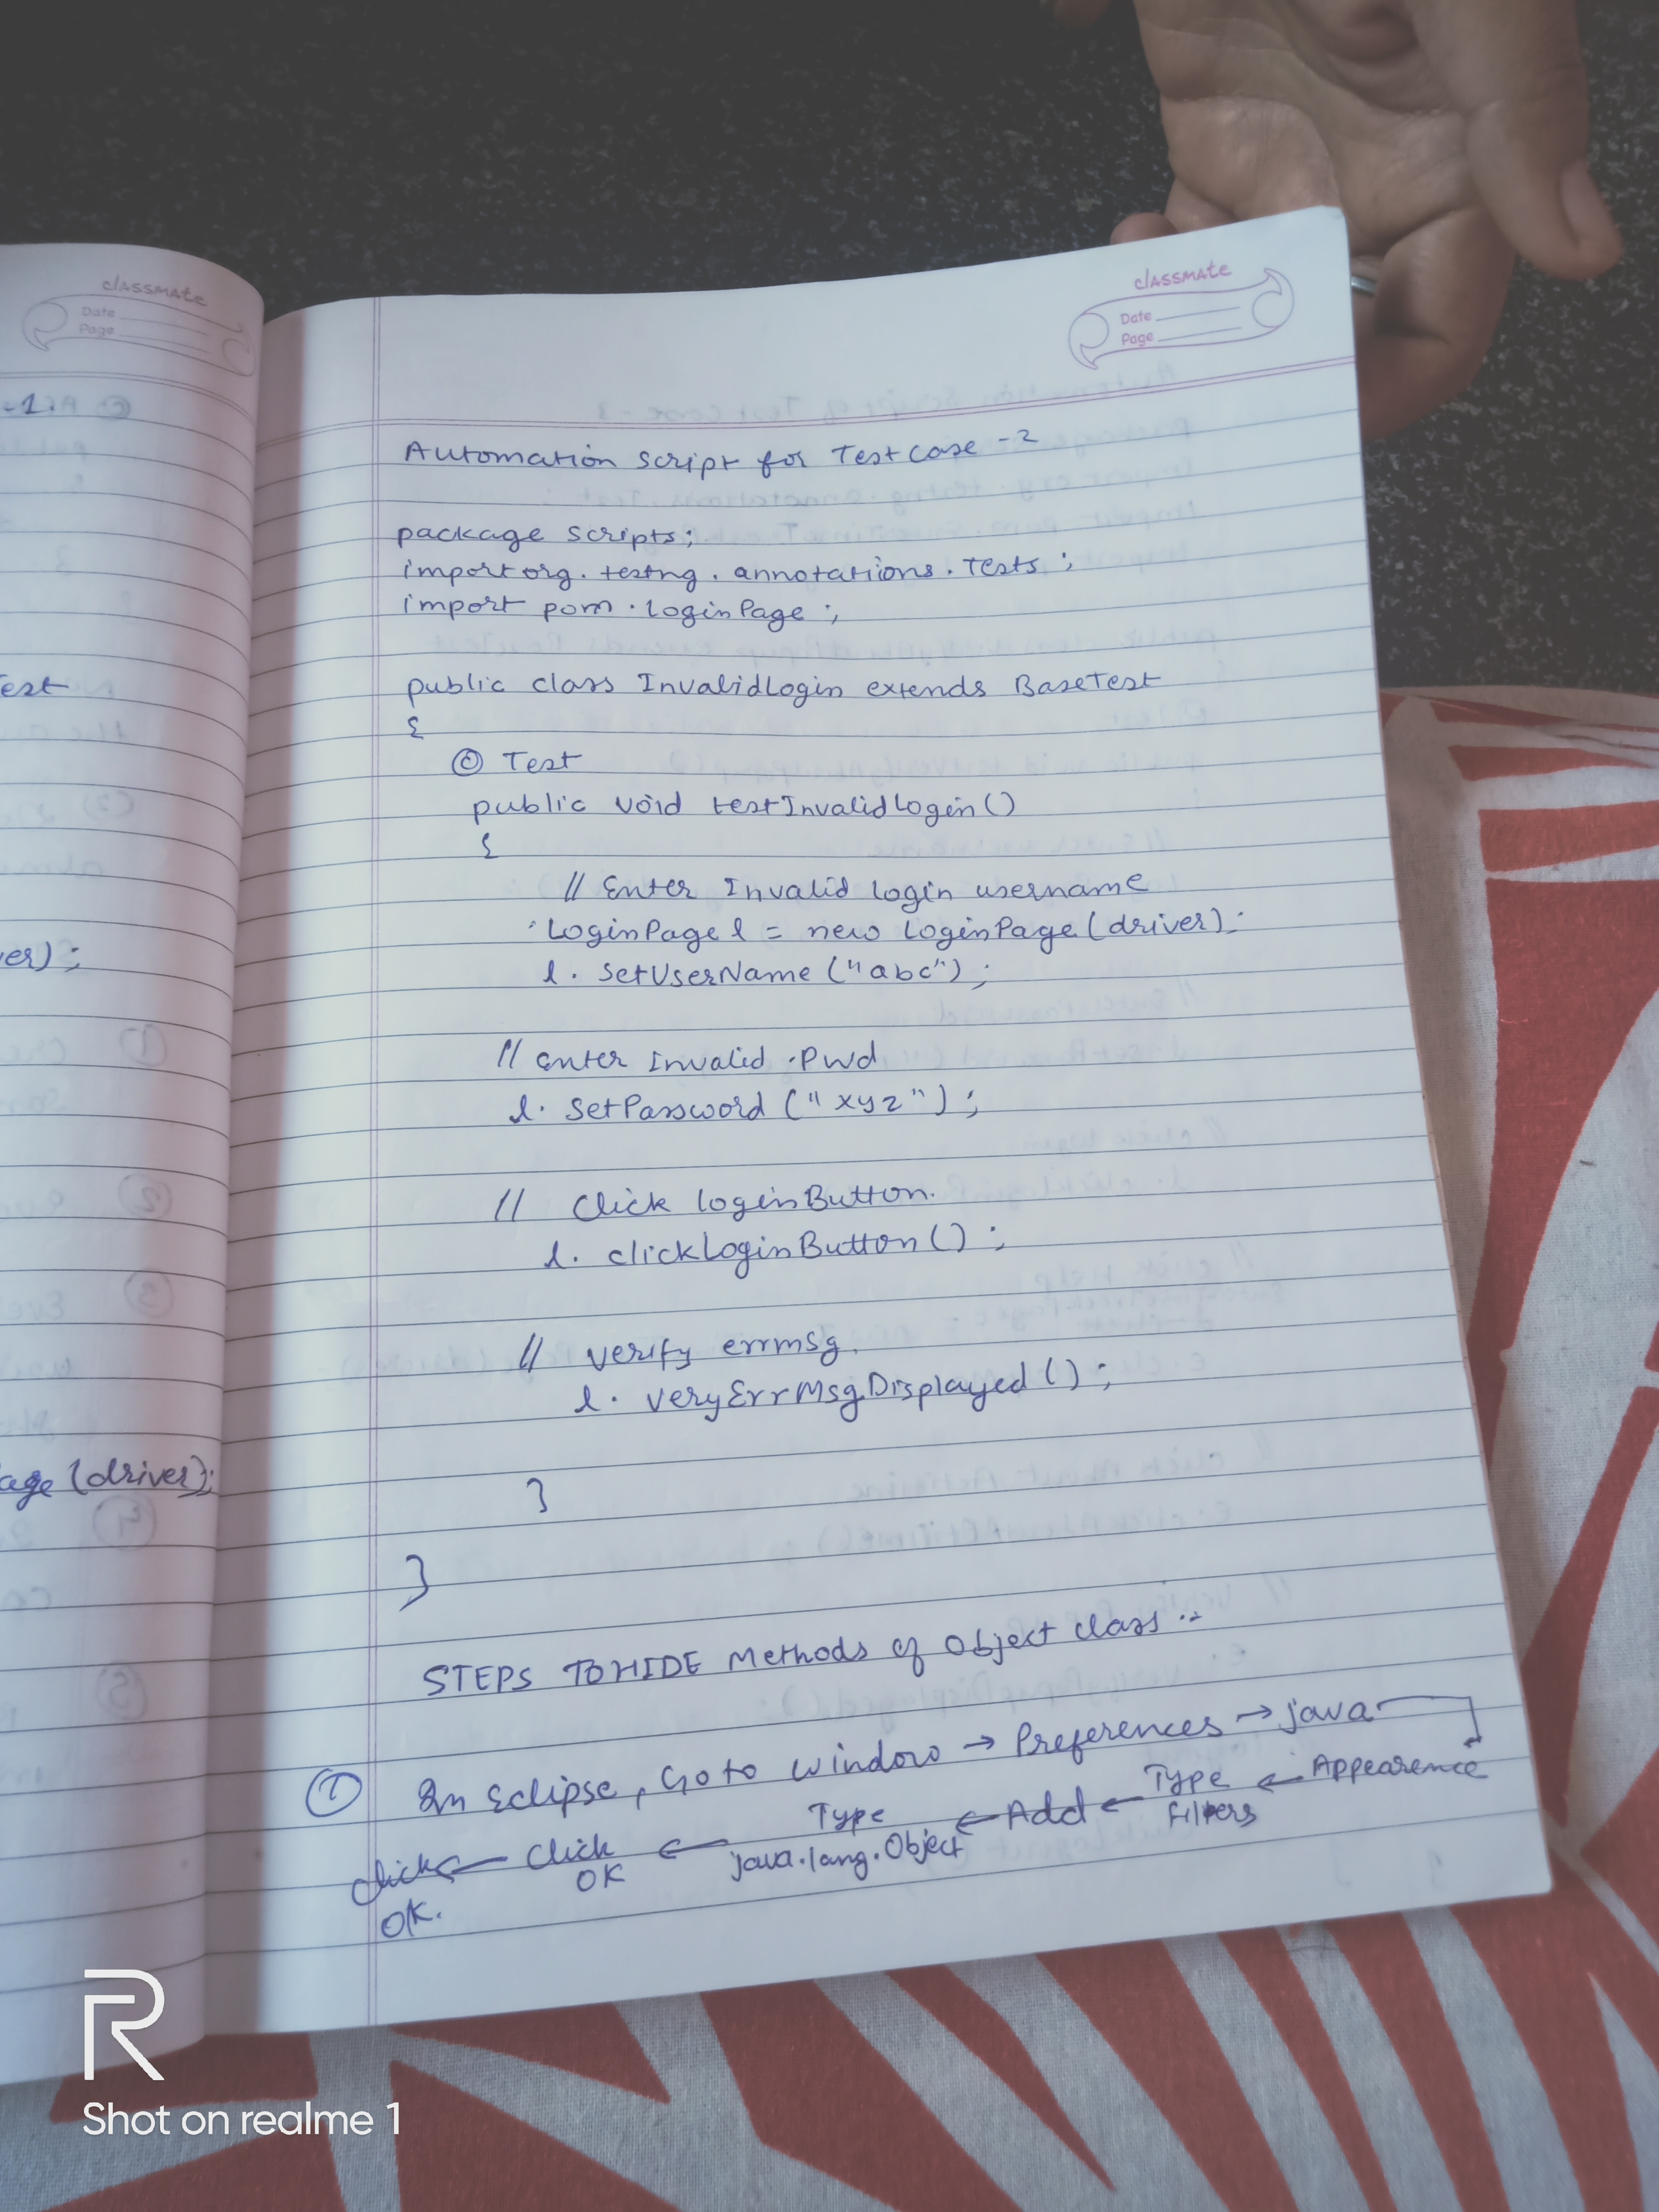 classmate
Date
Page
-1.
Test
er);
age (driver);
classmate
Date
Page
Automation Script for TestCase -2
package scripts;
import org. testng. annotations. Tests ;
import pom. loginPage ;
public class InvalidLogin extends BaseTest
{
@ Test
public void testInvalidLogin()
{
// Enter Invalid login username
LoginPage l = new LoginPage (driver);
l. setUserName ("abc");
// enter Invalid Pwd
l. setPassword ("xyz");
// Click loginButton.
l. clickLoginButton ();
// verify errmsg.
l. veryErrMsgDisplayed ();
}
}
STEPS TO HIDE Methods of Object class :-
① In Eclipse, Go to window → Preferences → java
Appearence
← Type Filters
← Add
← Type java.lang.Object
← Click OK
← click OK.
R
Shot on realme 1